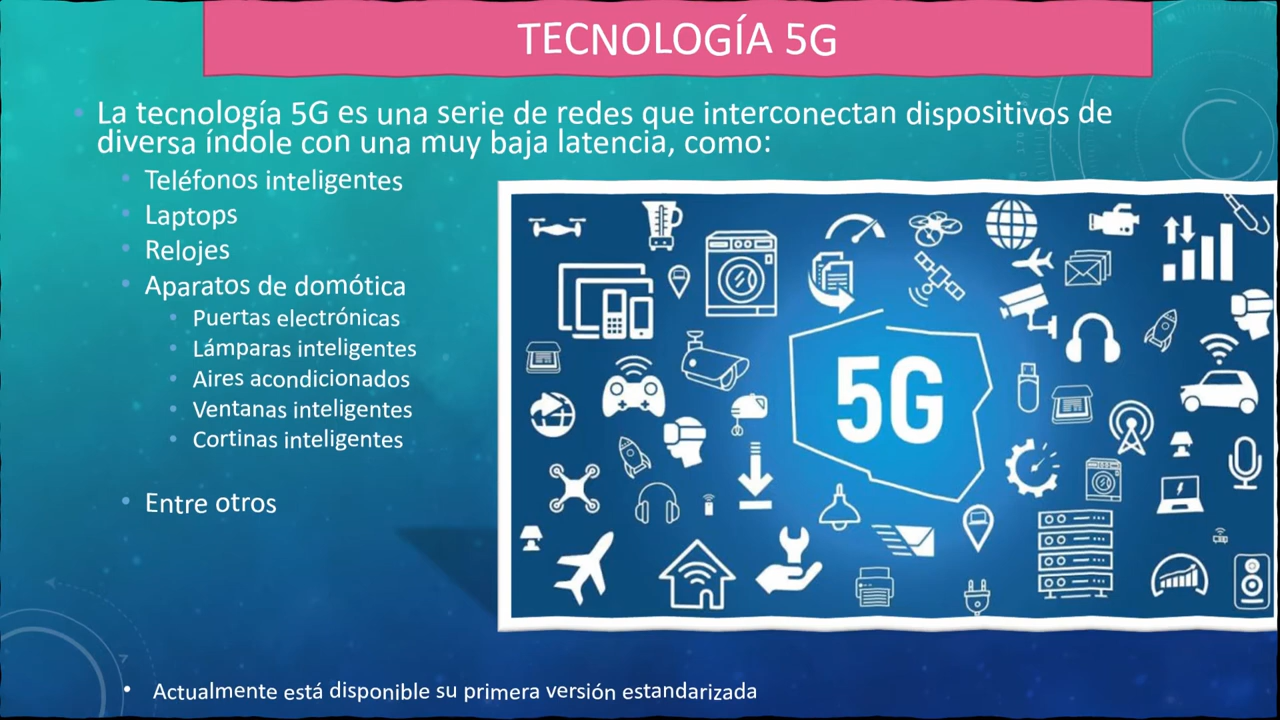 TECNOLOGÍA 5G
La tecnología 5G es una serie de redes que interconectan dispositivos de
diversa índole con una muy baja latencia, como:
Teléfonos inteligentes
Laptops
Relojes
Aparatos de domótica
Puertas electrónicas
Lámparas inteligentes
Aires acondicionados
Ventanas inteligentes
Cortinas inteligentes
Entre otros
5G
Actualmente está disponible su primera versión estandarizada